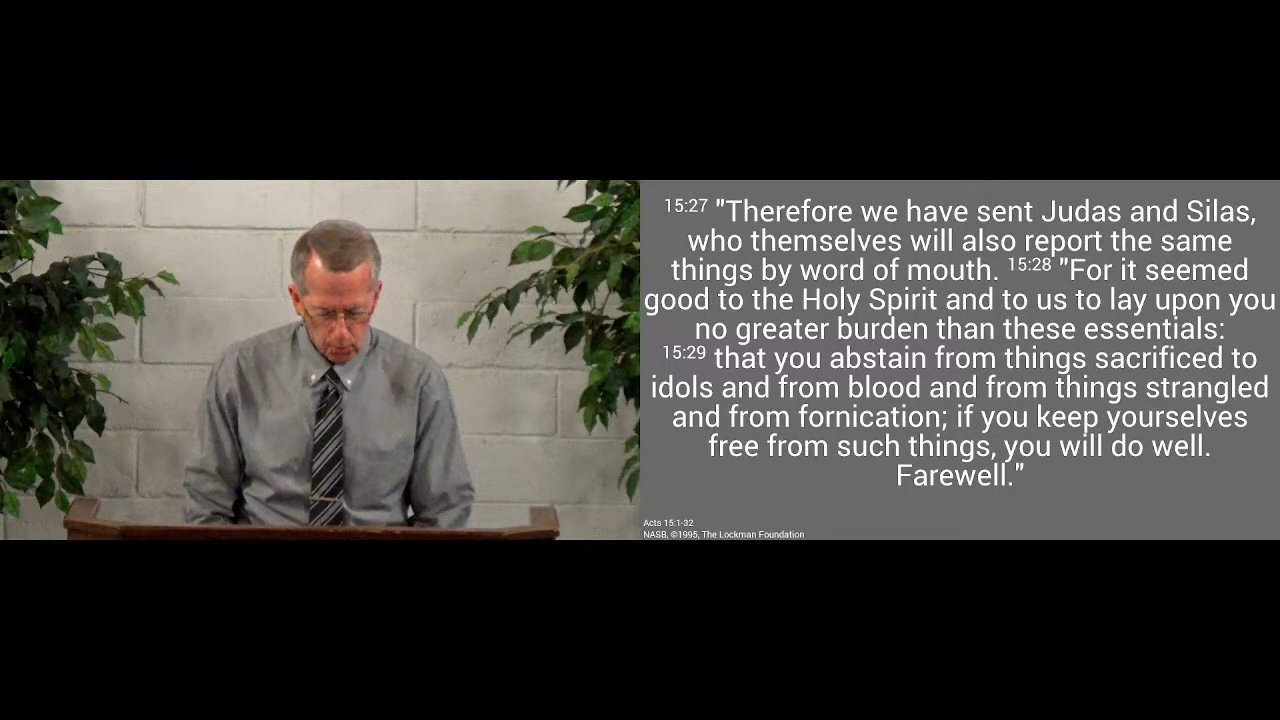 15:27 "Therefore we have sent Judas and Silas,
who themselves will also report the same
things by word of mouth. 15:28 "For it seemed
good to the Holy Spirit and to us to lay upon you
no greater burden than these essentials:
15:29 that you abstain from things sacrificed to
idols and from blood and from things strangled
and from fornication; if you keep yourselves
free from such things, you will do well.
Farewell."
Acts 15:1-32
NASB, ©1995, The Lockman Foundation